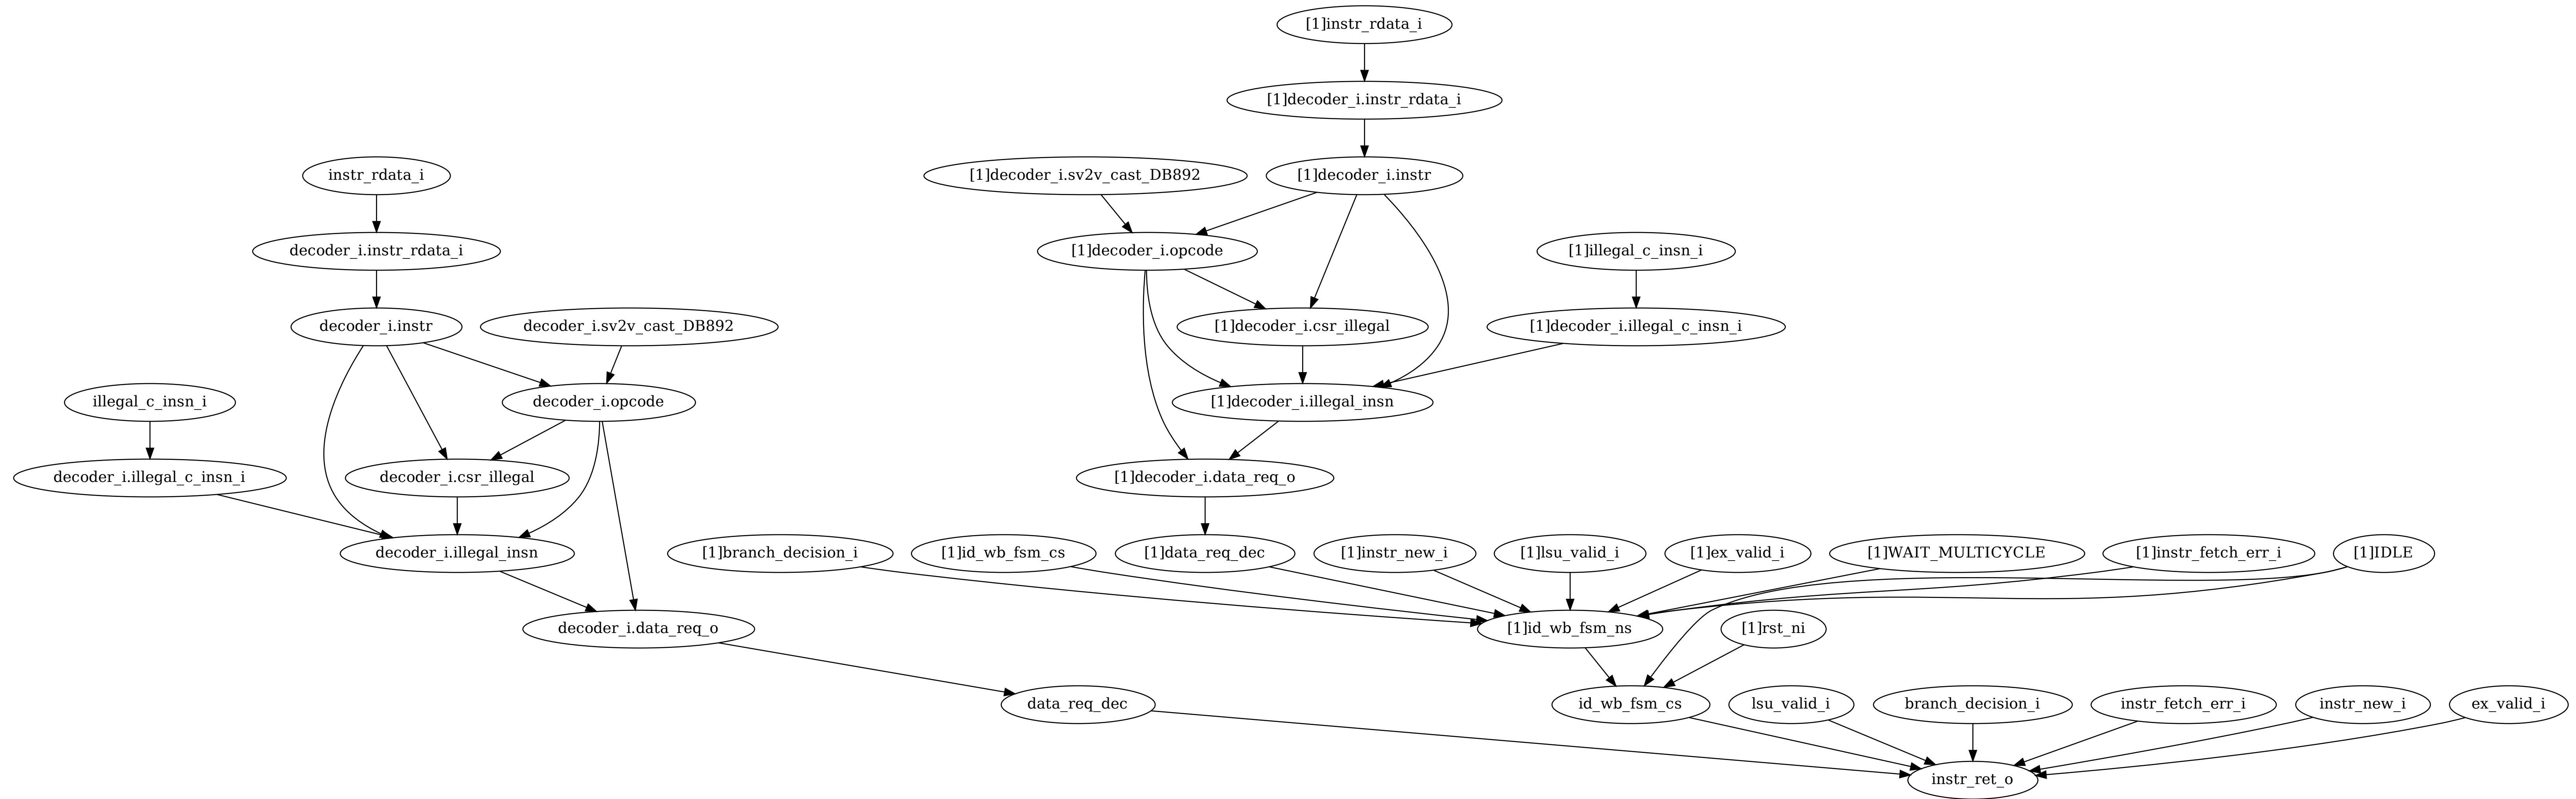 [1]instr_rdata_i
[1]decoder_i.instr_rdata_i
instr_rdata_i
[1]decoder_i.sv2v_cast_DB892
[1]decoder_i.instr
decoder_i.instr_rdata_i
[1]decoder_i.opcode
[1]illegal_c_insn_i
decoder_i.instr
decoder_i.sv2v_cast_DB892
[1]decoder_i.csr_illegal
[1]decoder_i.illegal_c_insn_i
illegal_c_insn_i
decoder_i.opcode
[1]decoder_i.illegal_insn
decoder_i.illegal_c_insn_i
decoder_i.csr_illegal
[1]decoder_i.data_req_o
decoder_i.illegal_insn
[1]branch_decision_i
[1]id_wb_fsm_cs
[1]data_req_dec
[1]instr_new_i
[1]lsu_valid_i
[1]ex_valid_i
[1]WAIT_MULTICYCLE
[1]instr_fetch_err_i
[1]IDLE
decoder_i.data_req_o
[1]id_wb_fsm_ns
[1]rst_ni
data_req_dec
id_wb_fsm_cs
lsu_valid_i
branch_decision_i
instr_fetch_err_i
instr_new_i
ex_valid_i
instr_ret_o